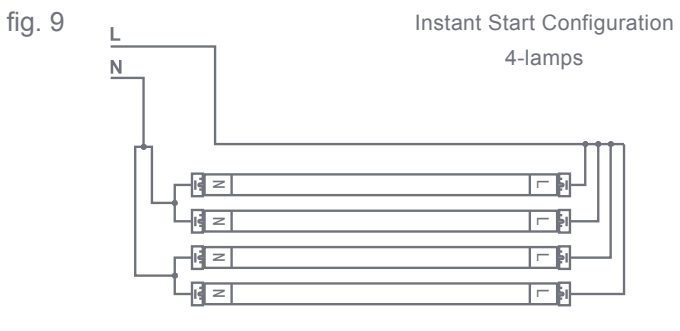 fig. 9
Instant Start Configuration
4-lamps
L
N
N L
N L
N L
N L